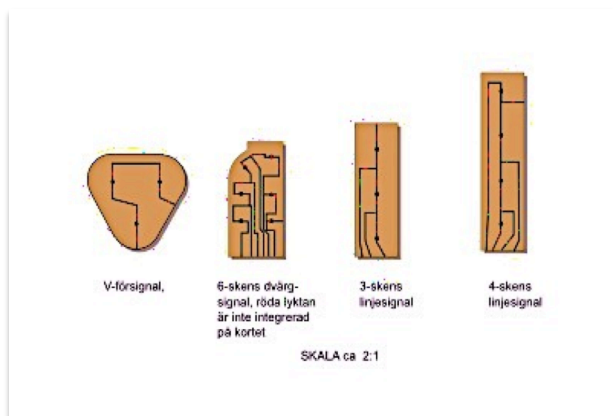 V-försignal,
6-skens dvärg-
signal, röda lyktan
är inte integrerad
på kortet
3-skens
linjesignal
4-skens
linjesignal
SKALA ca 2:1